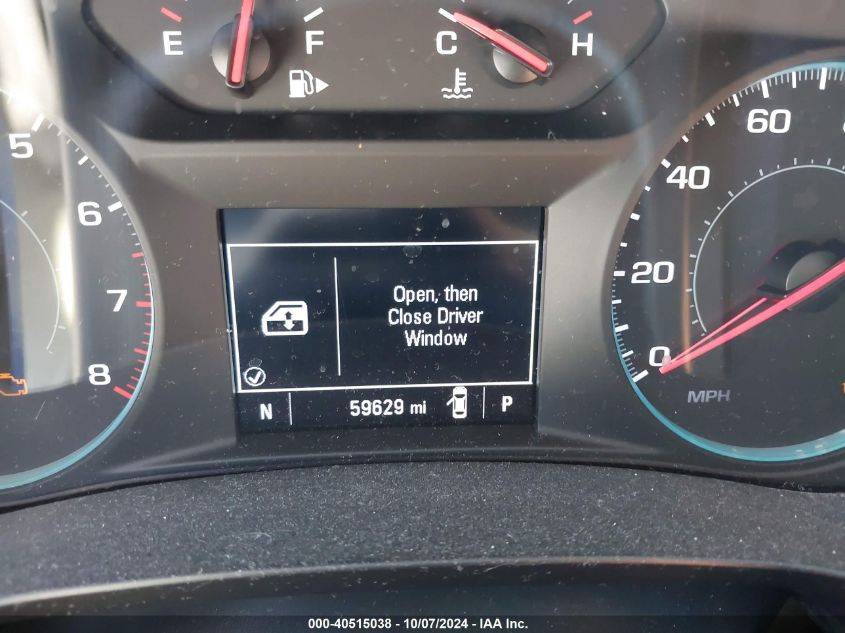 E F C H
5
6
7
8
60
40
20
0
MPH
Open, then
Close Driver
Window
N 59629 mi P
000-40515038 - 10/07/2024 - IAA Inc.